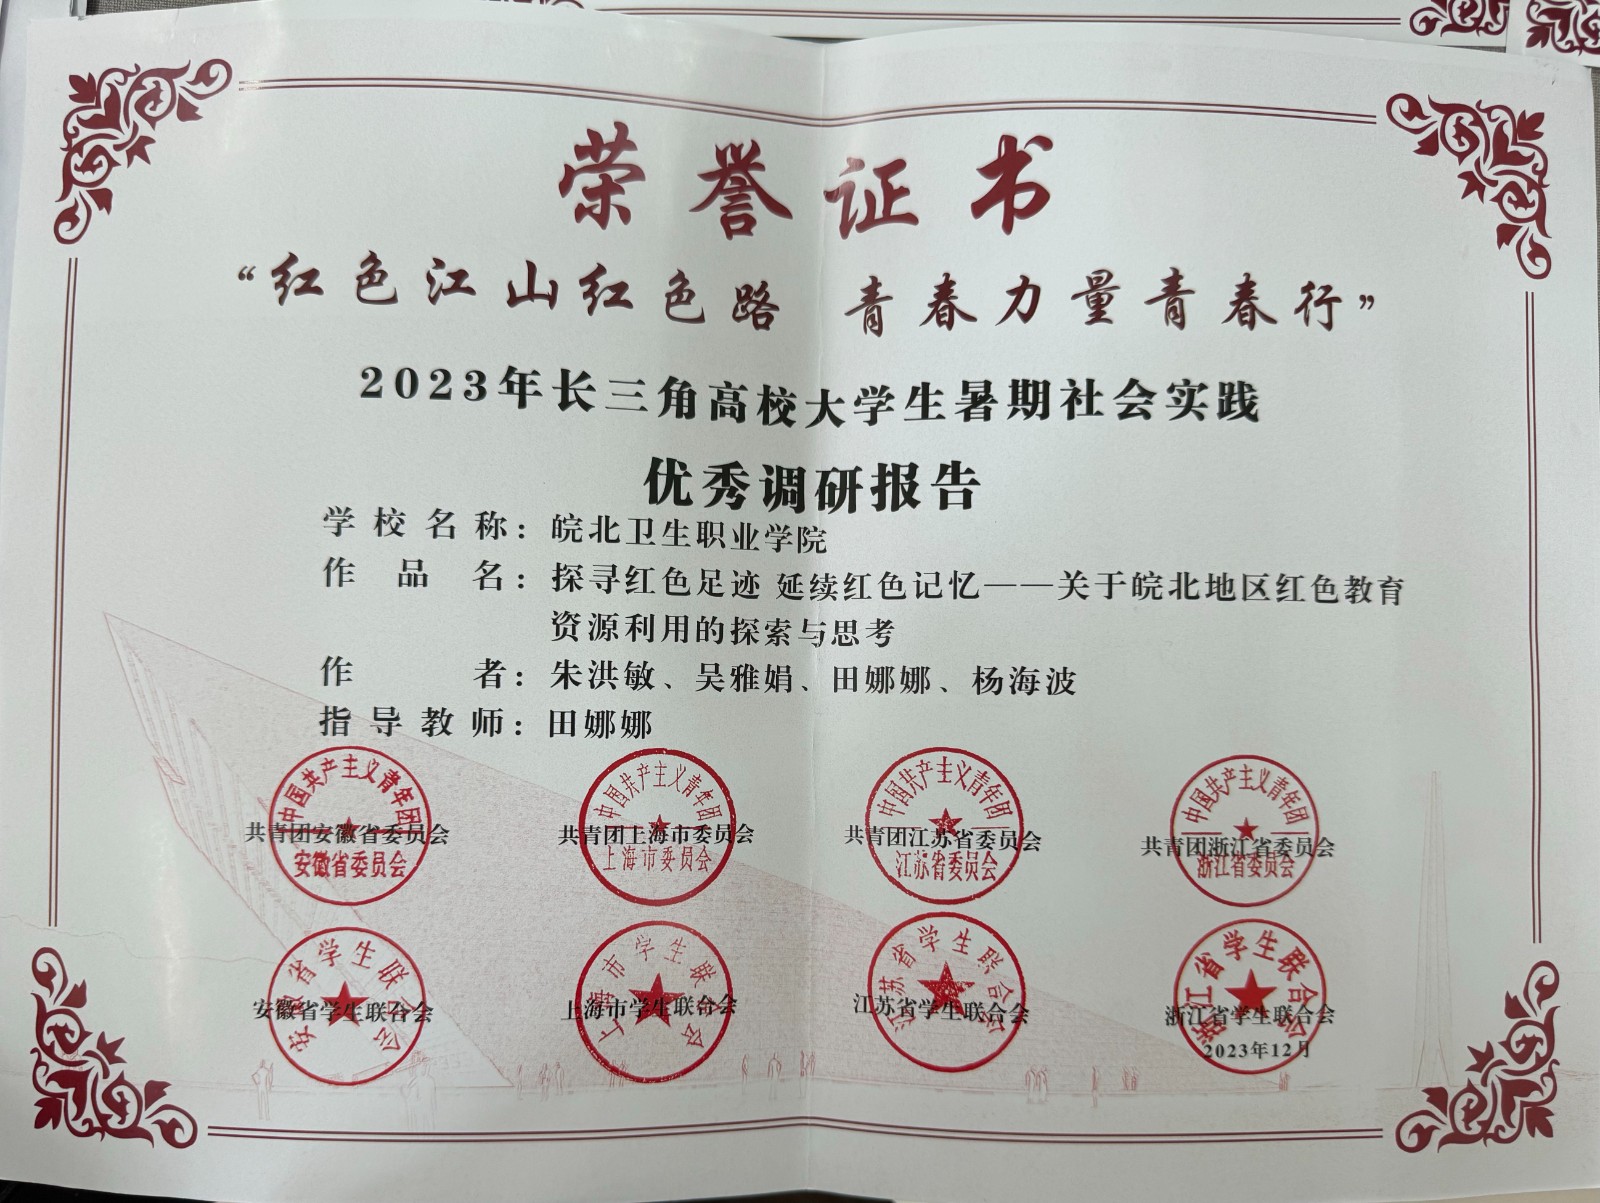 荣誉证书
“红色江山红色路 青春力量青春行”
2023年长三角高校大学生暑期社会实践
优秀调研报告
学校名称：皖北卫生职业学院
作品名：探寻红色足迹 延续红色记忆——关于皖北地区红色教育
资源利用的探索与思考
作者：朱洪敏、吴雅娟、田娜娜、杨海波
指导教师：田娜娜
中国共产主义青年团
共青团安徽省委员会
安徽省委员会
中国共产主义青年团
共青团上海市委员会
上海市委员会
中国共产主义青年团
共青团江苏省委员会
江苏省委员会
中国共产主义青年团
共青团浙江省委员会
浙江省委员会
安徽省学生联合会
安徽省学生联合会
上海市学生联合会
上海市学生联合会
江苏省学生联合会
江苏省学生联合会
浙江省学生联合会
浙江省学生联合会
2023年12月